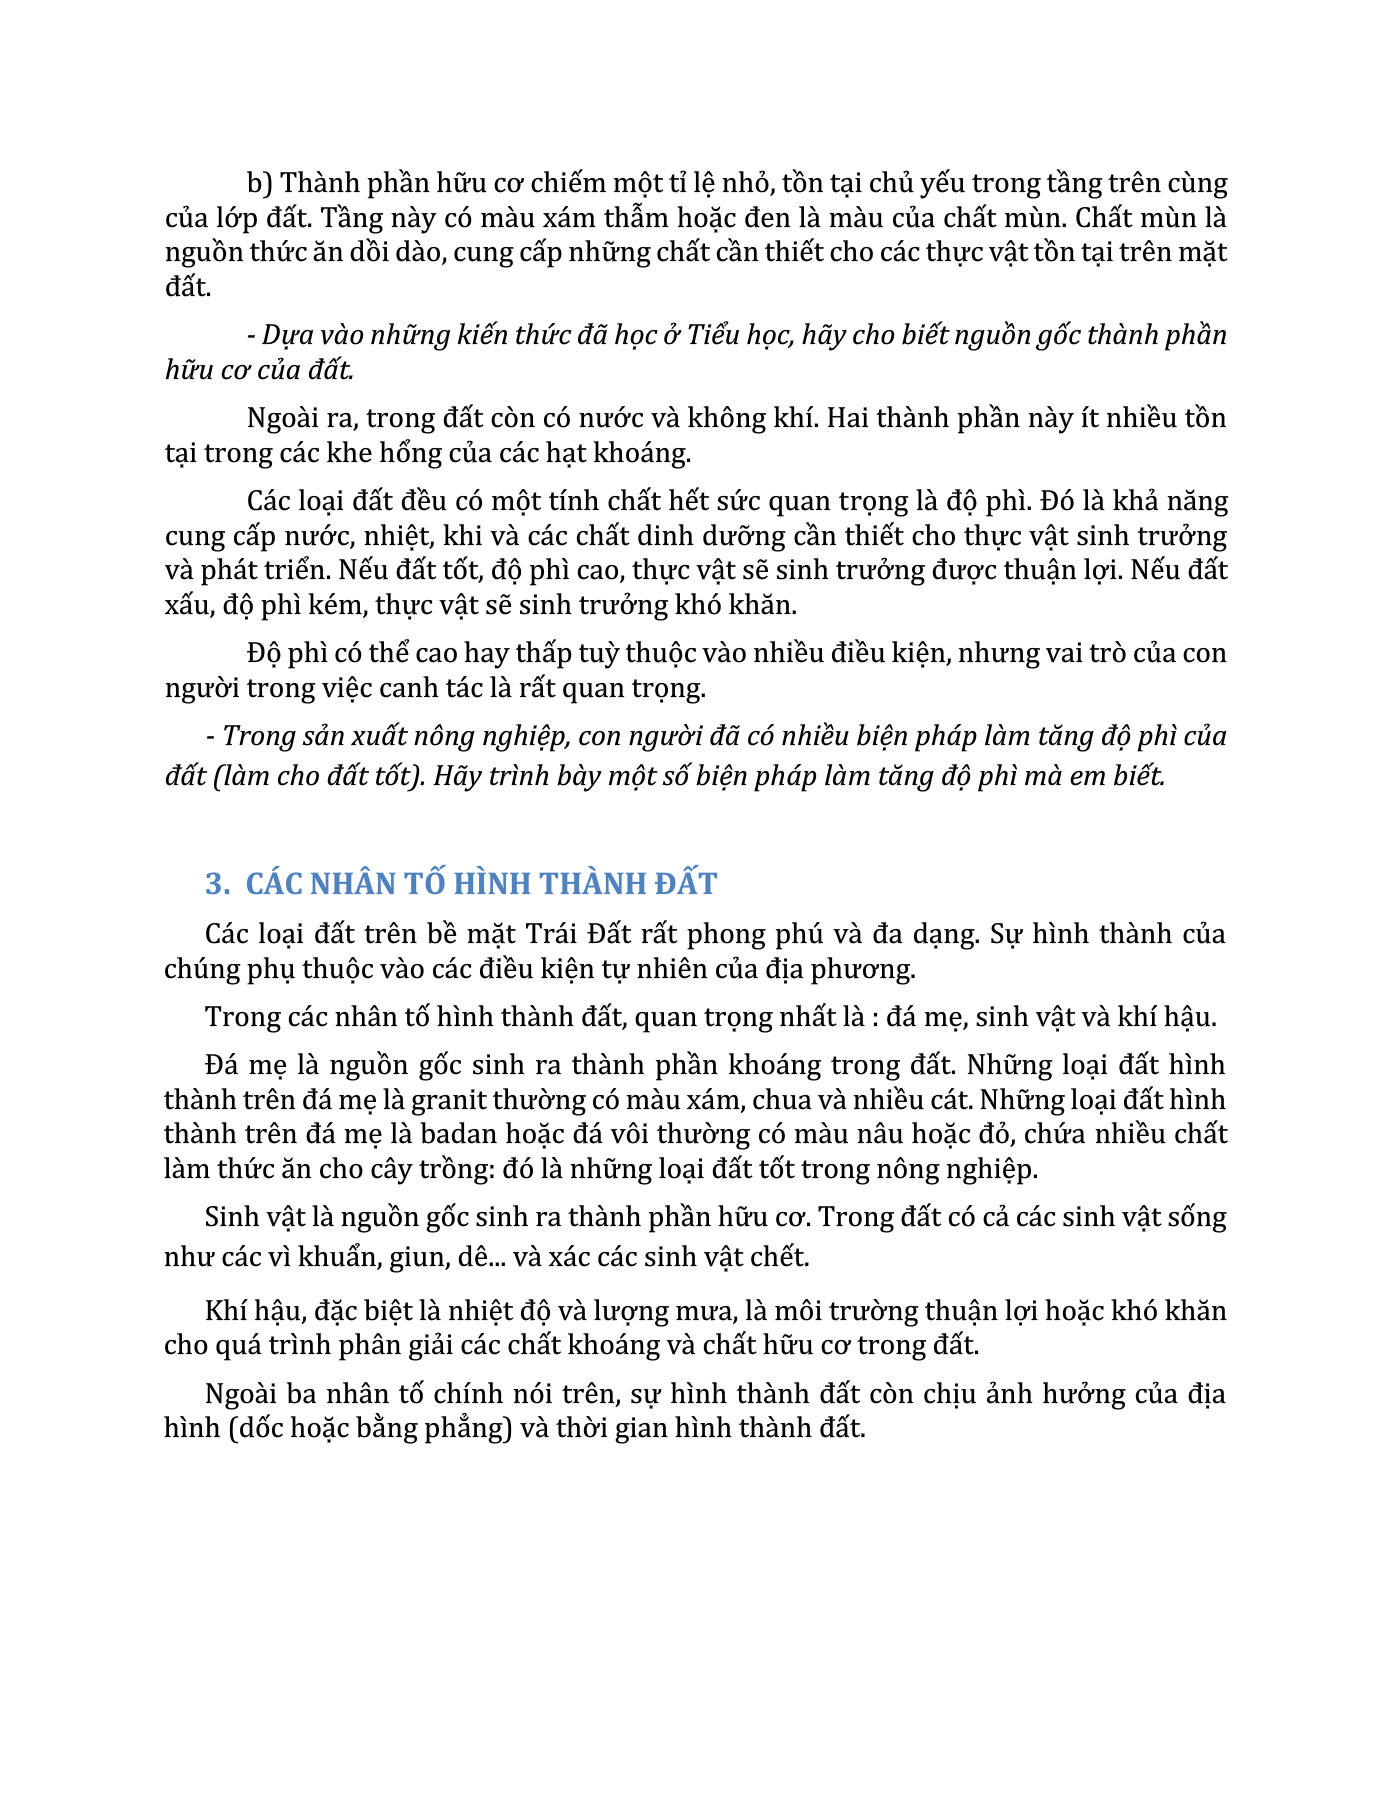 b) Thành phần hữu cơ chiếm một tỉ lệ nhỏ, tồn tại chủ yếu trong tầng trên cùng
của lớp đất. Tầng này có màu xám thẫm hoặc đen là màu của chất mùn. Chất mùn là
nguồn thức ăn dồi dào, cung cấp những chất cần thiết cho các thực vật tồn tại trên mặt
đất.
- Dựa vào những kiến thức đã học ở Tiểu học, hãy cho biết nguồn gốc thành phần
hữu cơ của đất.
Ngoài ra, trong đất còn có nước và không khí. Hai thành phần này ít nhiều tồn
tại trong các khe hổng của các hạt khoáng.
Các loại đất đều có một tính chất hết sức quan trọng là độ phì. Đó là khả năng
cung cấp nước, nhiệt, khi và các chất dinh dưỡng cần thiết cho thực vật sinh trưởng
và phát triển. Nếu đất tốt, độ phì cao, thực vật sẽ sinh trưởng được thuận lợi. Nếu đất
xấu, độ phì kém, thực vật sẽ sinh trưởng khó khăn.
Độ phì có thể cao hay thấp tuỳ thuộc vào nhiều điều kiện, nhưng vai trò của con
người trong việc canh tác là rất quan trọng.
- Trong sản xuất nông nghiệp, con người đã có nhiều biện pháp làm tăng độ phì của
đất (làm cho đất tốt). Hãy trình bày một số biện pháp làm tăng độ phì mà em biết.
3. CÁC NHÂN TỐ HÌNH THÀNH ĐẤT
Các loại đất trên bề mặt Trái Đất rất phong phú và đa dạng. Sự hình thành của
chúng phụ thuộc vào các điều kiện tự nhiên của địa phương.
Trong các nhân tố hình thành đất, quan trọng nhất là : đá mẹ, sinh vật và khí hậu.
Đá mẹ là nguồn gốc sinh ra thành phần khoáng trong đất. Những loại đất hình
thành trên đá mẹ là granit thường có màu xám, chua và nhiều cát. Những loại đất hình
thành trên đá mẹ là badan hoặc đá vôi thường có màu nâu hoặc đỏ, chứa nhiều chất
làm thức ăn cho cây trồng: đó là những loại đất tốt trong nông nghiệp.
Sinh vật là nguồn gốc sinh ra thành phần hữu cơ. Trong đất có cả các sinh vật sống
như các vì khuẩn, giun, dê... và xác các sinh vật chết.
Khí hậu, đặc biệt là nhiệt độ và lượng mưa, là môi trường thuận lợi hoặc khó khăn
cho quá trình phân giải các chất khoáng và chất hữu cơ trong đất.
Ngoài ba nhân tố chính nói trên, sự hình thành đất còn chịu ảnh hưởng của địa
hình (dốc hoặc bằng phẳng) và thời gian hình thành đất.